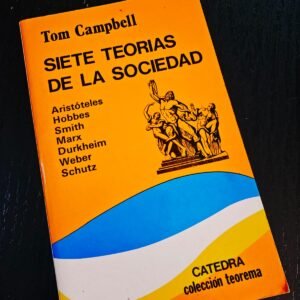 Tom Campbell
SIETE TEORIAS
DE LA SOCIEDAD
Aristóteles
Hobbes
Smith
Marx
Durkheim
Weber
Schutz
CATEDRA
colección teorema